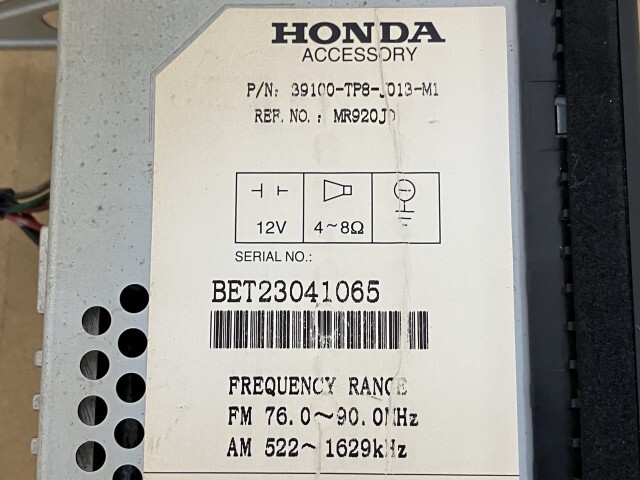 HONDA
ACCESSORY
P/N: 39100-TP8-J013-M1
REF.NO.: MR920J0
12V 4~8Ω
SERIAL NO.:
BET23041065
FREQUENCY RANGE
FM 76.0~90.0MHz
AM 522~1629kHz